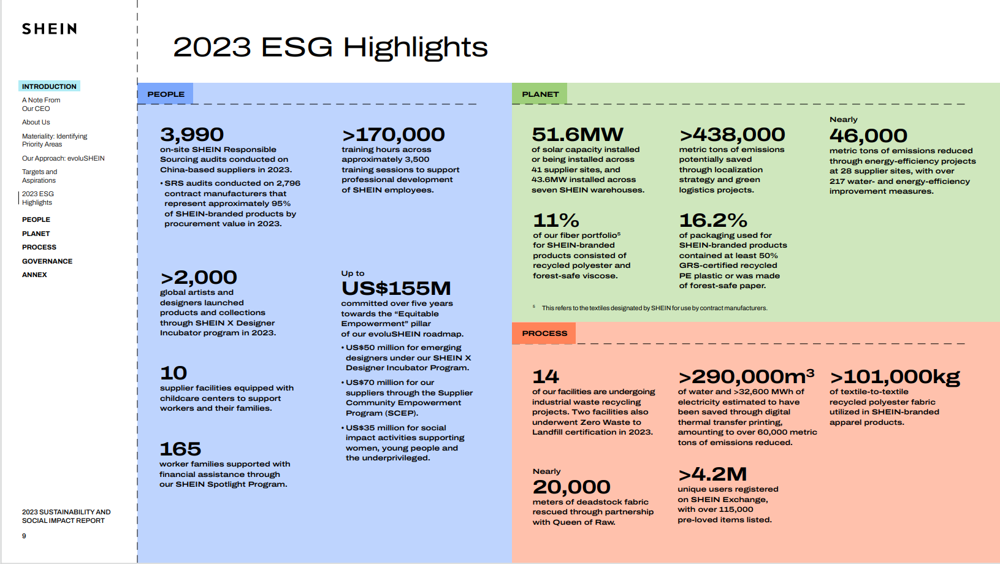 SHEIN
INTRODUCTION
A Note From
Our CEO
About Us
Materiality: Identifying
Priority Areas
Our Approach: evoluSHEIN
Targets and
Aspirations
2023 ESG
Highlights
PEOPLE
PLANET
PROCESS
GOVERNANCE
ANNEX
2023 SUSTAINABILITY AND
SOCIAL IMPACT REPORT
9
2023 ESG Highlights
PEOPLE
3,990
on-site SHEIN Responsible
Sourcing audits conducted on
China-based suppliers in 2023.
• SRS audits conducted on 2,796
contract manufacturers that
represent approximately 95%
of SHEIN-branded products by
procurement value in 2023.
>170,000
training hours across
approximately 3,500
training sessions to support
professional development
of SHEIN employees.
>2,000
global artists and
designers launched
products and collections
through SHEIN X Designer
Incubator program in 2023.
10
supplier facilities equipped with
childcare centers to support
workers and their families.
165
worker families supported with
financial assistance through
our SHEIN Spotlight Program.
Up to
US$155M
committed over five years
towards the “Equitable
Empowerment” pillar
of our evoluSHEIN roadmap.
• US$50 million for emerging
designers under our SHEIN X
Designer Incubator Program.
• US$70 million for our
suppliers through the Supplier
Community Empowerment
Program (SCEP).
• US$35 million for social
impact activities supporting
women, young people and
the underprivileged.
PLANET
51.6MW
of solar capacity installed
or being installed across
41 supplier sites, and
43.6MW installed across
seven SHEIN warehouses.
>438,000
metric tons of emissions
potentially saved
through localization
strategy and green
logistics projects.
Nearly
46,000
metric tons of emissions reduced
through energy-efficiency projects
at 28 supplier sites, with over
217 water- and energy-efficiency
improvement measures.
11%
of our fiber portfolio⁵
for SHEIN-branded
products consisted of
recycled polyester and
forest-safe viscose.
16.2%
of packaging used for
SHEIN-branded products
contained at least 50%
GRS-certified recycled
PE plastic or was made
of forest-safe paper.
⁵ This refers to the textiles designated by SHEIN for use by contract manufacturers.
PROCESS
14
of our facilities are undergoing
industrial waste recycling
projects. Two facilities also
underwent Zero Waste to
Landfill certification in 2023.
>290,000m³
of water and >32,600 MWh of
electricity estimated to have
been saved through digital
thermal transfer printing,
amounting to over 60,000 metric
tons of emissions reduced.
>101,000kg
of textile-to-textile
recycled polyester fabric
utilized in SHEIN-branded
apparel products.
Nearly
20,000
meters of deadstock fabric
rescued through partnership
with Queen of Raw.
>4.2M
unique users registered
on SHEIN Exchange,
with over 115,000
pre-loved items listed.